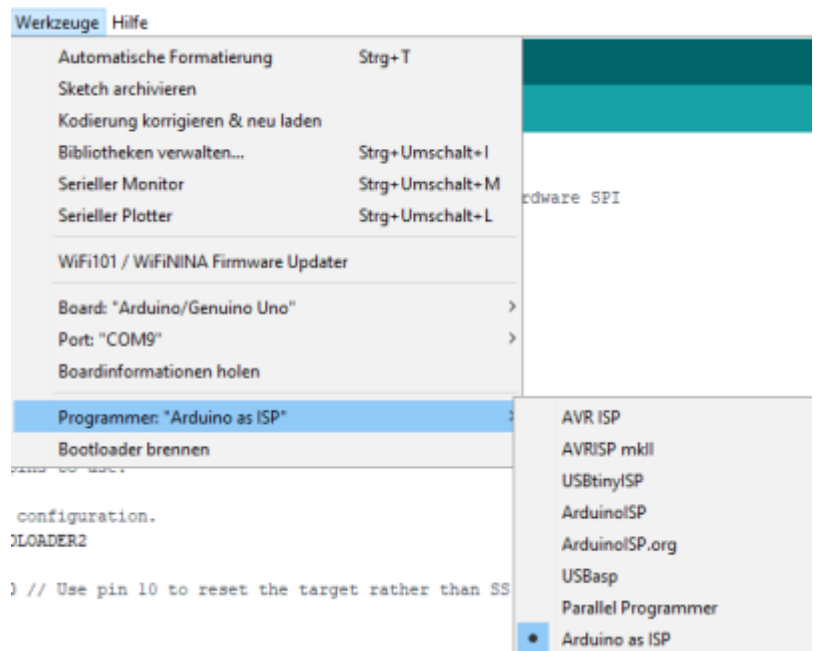 Werkzeuge Hilfe
Automatische Formatierung Strg+T
Sketch archivieren
Kodierung korrigieren & neu laden
Bibliotheken verwalten... Strg+Umschalt+I
Serieller Monitor Strg+Umschalt+M
rdware SPI
Serieller Plotter Strg+Umschalt+L
WiFi101 / WiFiNINA Firmware Updater
Board: "Arduino/Genuino Uno"
Port: "COM9"
Boardinformationen holen
Programmer: "Arduino as ISP"
Bootloader brennen
AVR ISP
AVRISP mkII
USBtinyISP
ArduinoISP
ArduinoISP.org
USBasp
Parallel Programmer
Arduino as ISP
to use.
configuration.
OLOADER2
// Use pin 10 to reset the target rather than SS